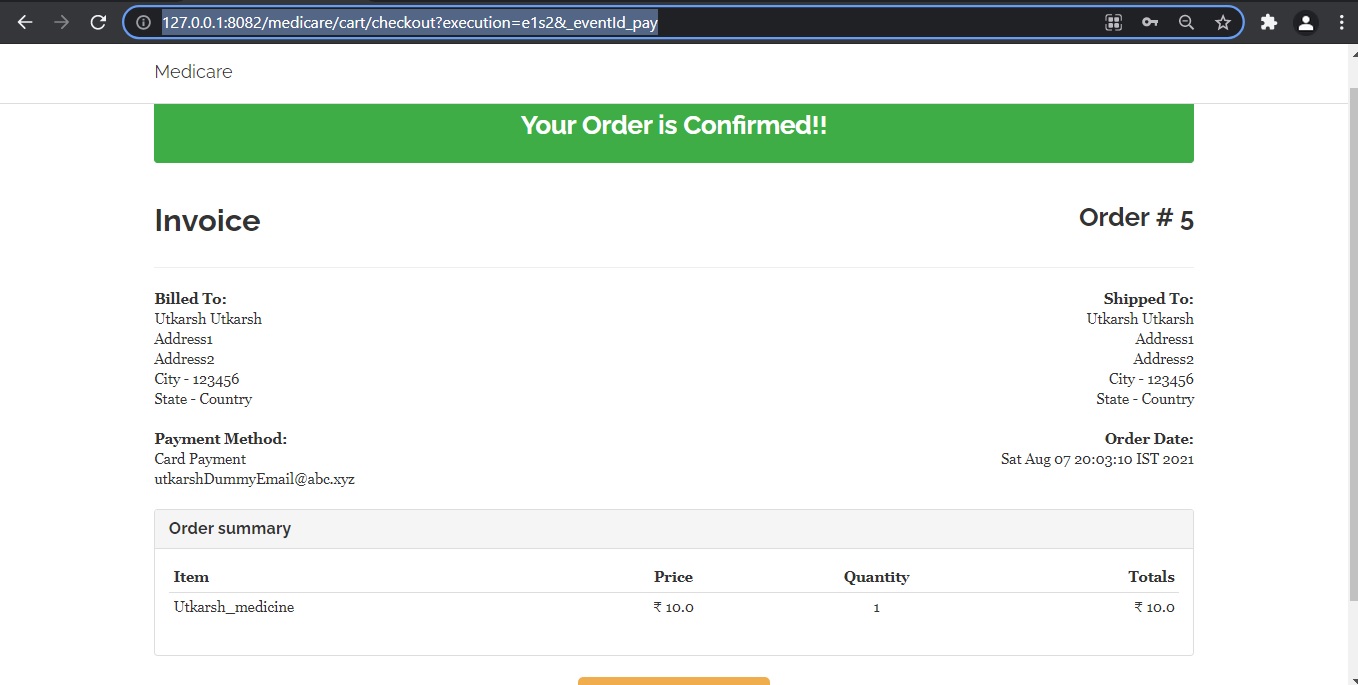 127.0.0.1:8082/medicare/cart/checkout?execution=e1s2&_eventId_pay
Medicare
Your Order is Confirmed!!
Invoice
Order # 5
Billed To:
Utkarsh Utkarsh
Address1
Address2
City - 123456
State - Country
Shipped To:
Utkarsh Utkarsh
Address1
Address2
City - 123456
State - Country
Payment Method:
Card Payment
utkarshDummyEmail@abc.xyz
Order Date:
Sat Aug 07 20:03:10 IST 2021
Order summary
Item Price Quantity Totals
Utkarsh_medicine ₹ 10.0 1 ₹ 10.0